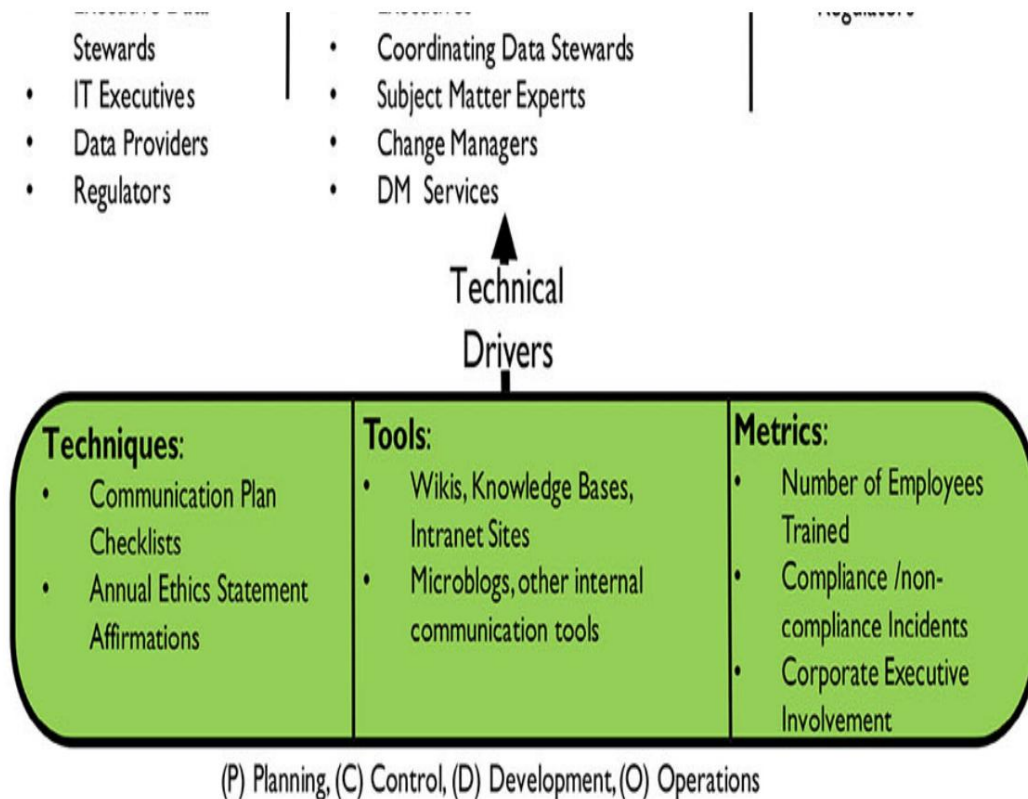 Stewards
• IT Executives
• Data Providers
• Regulators
• Coordinating Data Stewards
• Subject Matter Experts
• Change Managers
• DM Services
Regulators
Technical
Drivers
Techniques:
• Communication Plan
Checklists
• Annual Ethics Statement
Affirmations
Tools:
• Wikis, Knowledge Bases,
Intranet Sites
• Microblogs, other internal
communication tools
Metrics:
• Number of Employees
Trained
• Compliance /non-
compliance Incidents
• Corporate Executive
Involvement
(P) Planning, (C) Control, (D) Development, (O) Operations